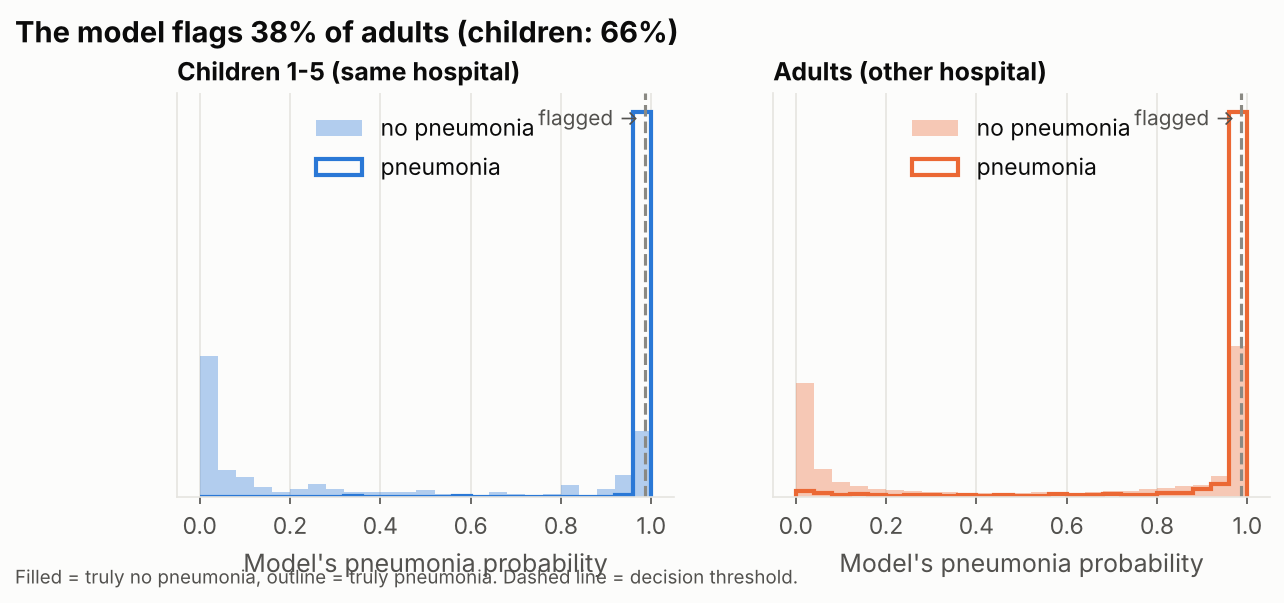 The model flags 38% of adults (children: 66%)
Children 1-5 (same hospital)
no pneumonia
flagged →
pneumonia
0.0 0.2 0.4 0.6 0.8 1.0
Model's pneumonia probability
Adults (other hospital)
no pneumonia
flagged →
pneumonia
0.0 0.2 0.4 0.6 0.8 1.0
Model's pneumonia probability
Filled = truly no pneumonia, outline = truly pneumonia. Dashed line = decision threshold.